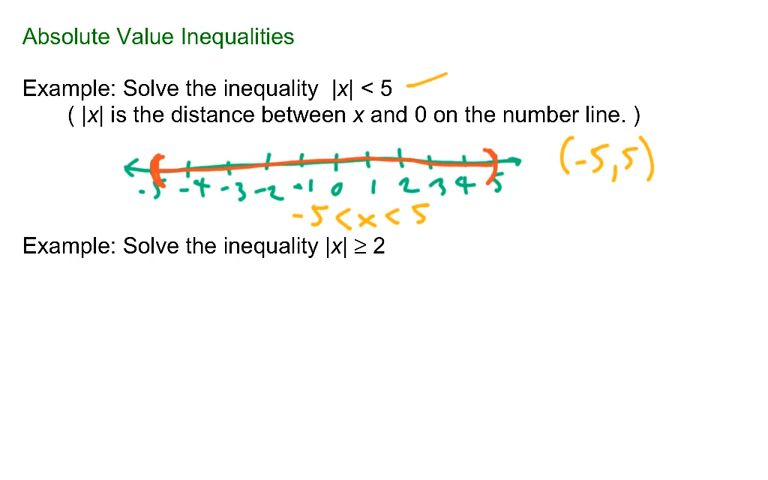 Absolute Value Inequalities
Example: Solve the inequality |x| < 5
( |x| is the distance between x and 0 on the number line. )
(-5,5)
-5 -4 -3 -2 -1 0 1 2 3 4 5
-5 < x < 5
Example: Solve the inequality |x| ≥ 2